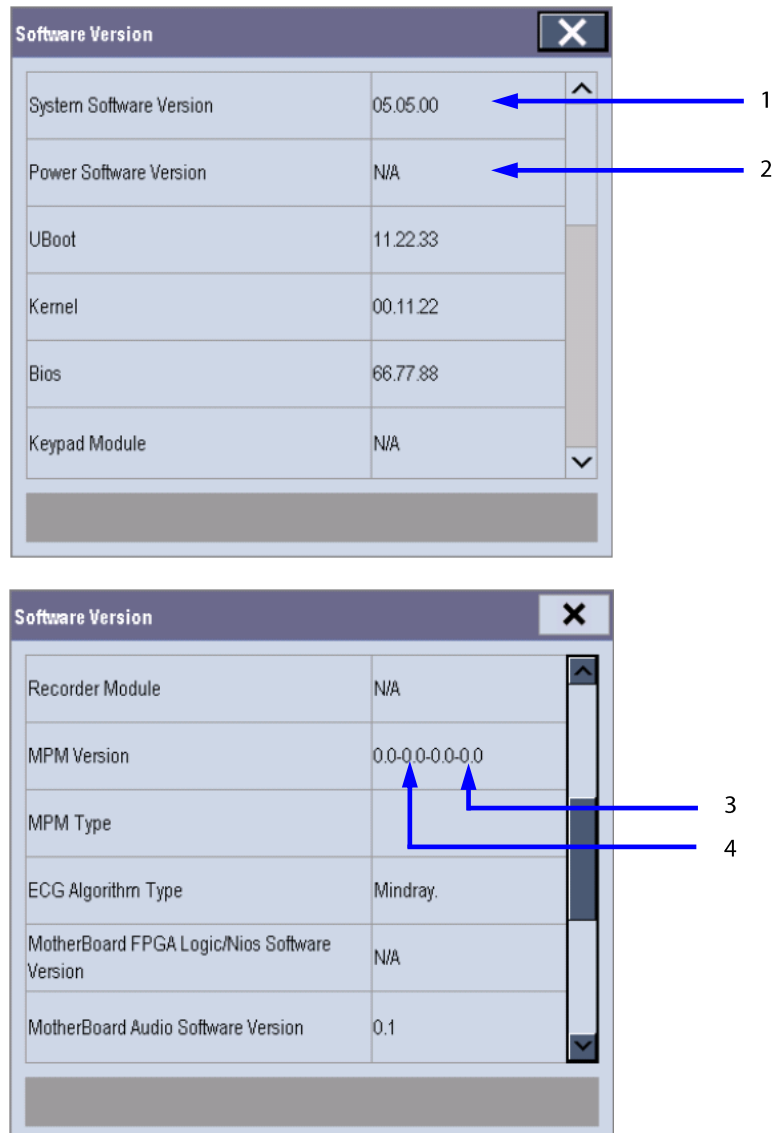 Software Version
System Software Version 05.05.00 1
Power Software Version N/A 2
UBoot 11.22.33
Kernel 00.11.22
Bios 66.77.88
Keypad Module N/A
Software Version
Recorder Module N/A
MPM Version 0.0-0.0-0.0-0.0
3
MPM Type
4
ECG Algorithm Type Mindray.
MotherBoard FPGA Logic/Nios Software
Version N/A
MotherBoard Audio Software Version 0.1